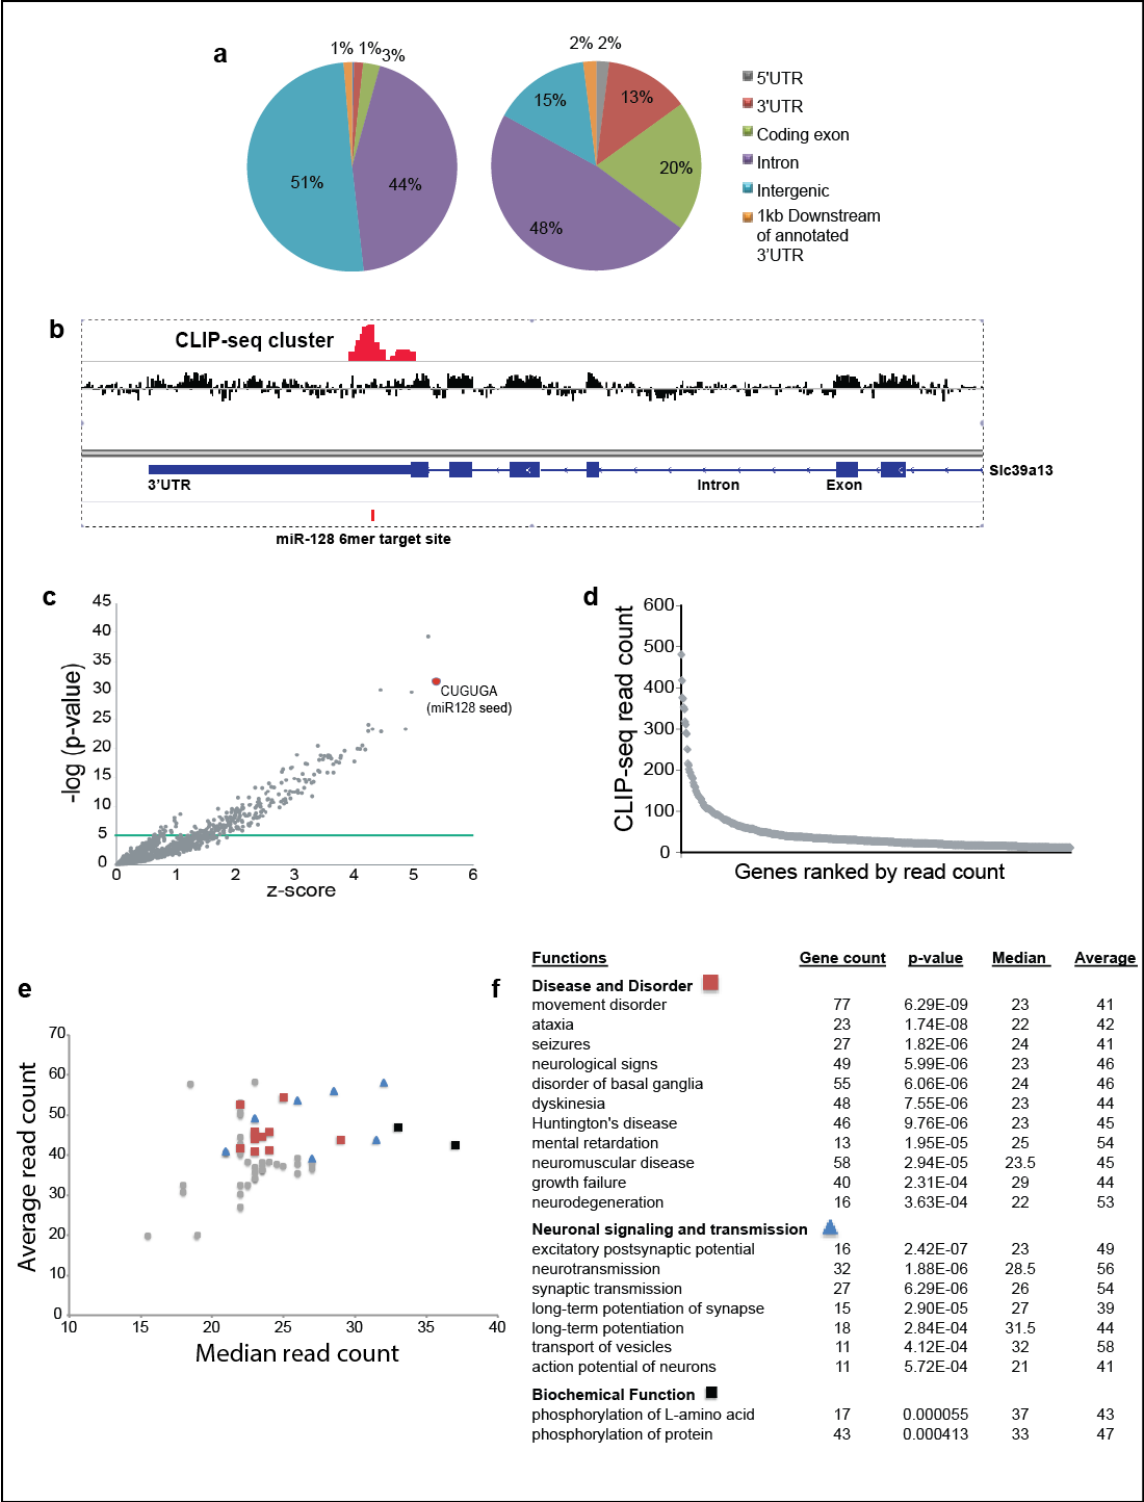 a
1% 1% 3%
51%
44%
2% 2%
13%
20%
48%
15%
5'UTR
3'UTR
Coding exon
Intron
Intergenic
1kb Downstream
of annotated
3'UTR
b
CLIP-seq cluster
Slc39a13
3'UTR
Intron
Exon
miR-128 6mer target site
c
-log (p-value)
45
40
35
30
25
20
15
10
5
0
0 1 2 3 4 5 6
z-score
CUGUGA
(miR128 seed)
d
CLIP-seq read count
600
500
400
300
200
100
0
Genes ranked by read count
e
Average read count
70
60
50
40
30
20
10
0
10 15 20 25 30 35 40
Median read count
f
Functions Gene count p-value Median Average
Disease and Disorder
movement disorder 77 6.29E-09 23 41
ataxia 23 1.74E-08 22 42
seizures 27 1.82E-06 24 41
neurological signs 49 5.99E-06 23 46
disorder of basal ganglia 55 6.06E-06 24 46
dyskinesia 48 7.55E-06 23 44
Huntington's disease 46 9.76E-06 23 45
mental retardation 13 1.95E-05 25 54
neuromuscular disease 58 2.94E-05 23.5 45
growth failure 40 2.31E-04 29 44
neurodegeneration 16 3.63E-04 22 53
Neuronal signaling and transmission
excitatory postsynaptic potential 16 2.42E-07 23 49
neurotransmission 32 1.88E-06 28.5 56
synaptic transmission 27 6.29E-06 26 54
long-term potentiation of synapse 15 2.90E-05 27 39
long-term potentiation 18 2.84E-04 31.5 44
transport of vesicles 11 4.12E-04 32 58
action potential of neurons 11 5.72E-04 21 41
Biochemical Function
phosphorylation of L-amino acid 17 0.000055 37 43
phosphorylation of protein 43 0.000413 33 47